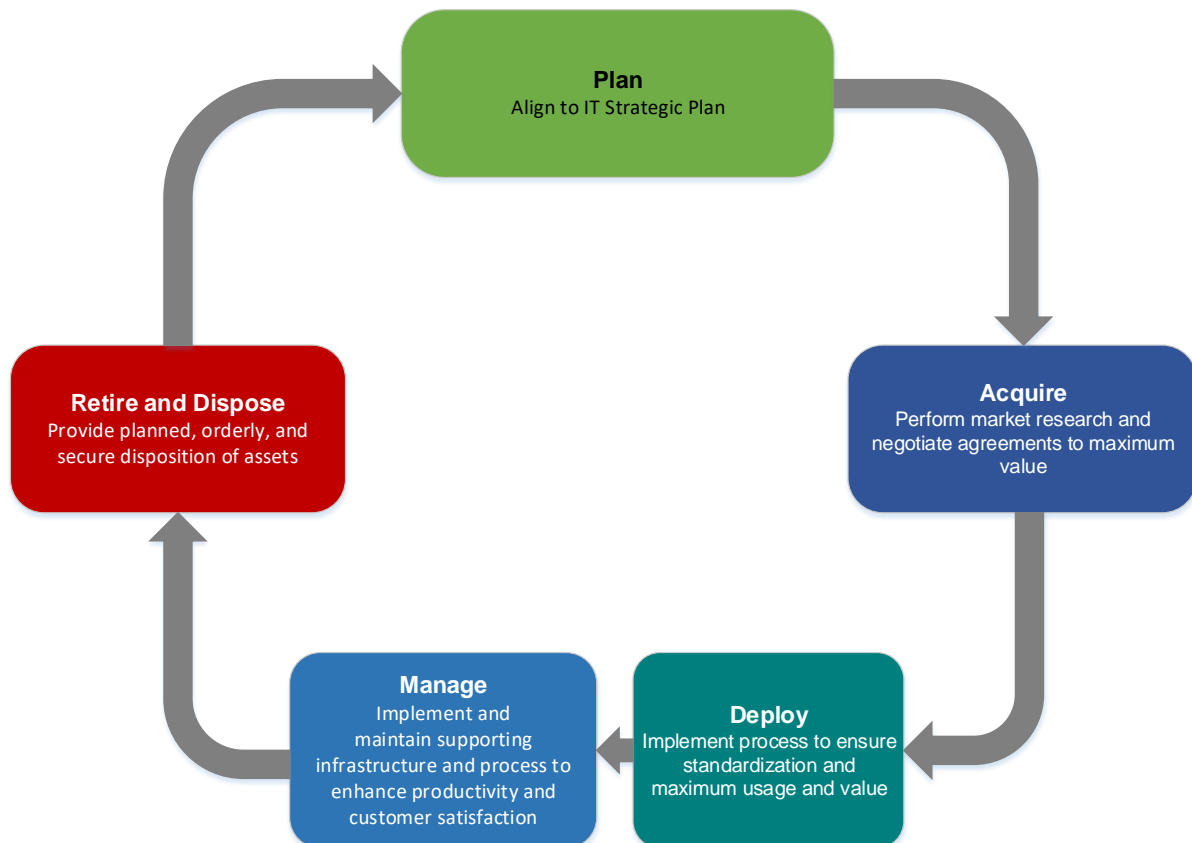 Plan
Align to IT Strategic Plan
Acquire
Perform market research and
negotiate agreements to maximum
value
Deploy
Implement process to ensure
standardization and
maximum usage and value
Manage
Implement and
maintain supporting
infrastructure and process to
enhance productivity and
customer satisfaction
Retire and Dispose
Provide planned, orderly, and
secure disposition of assets